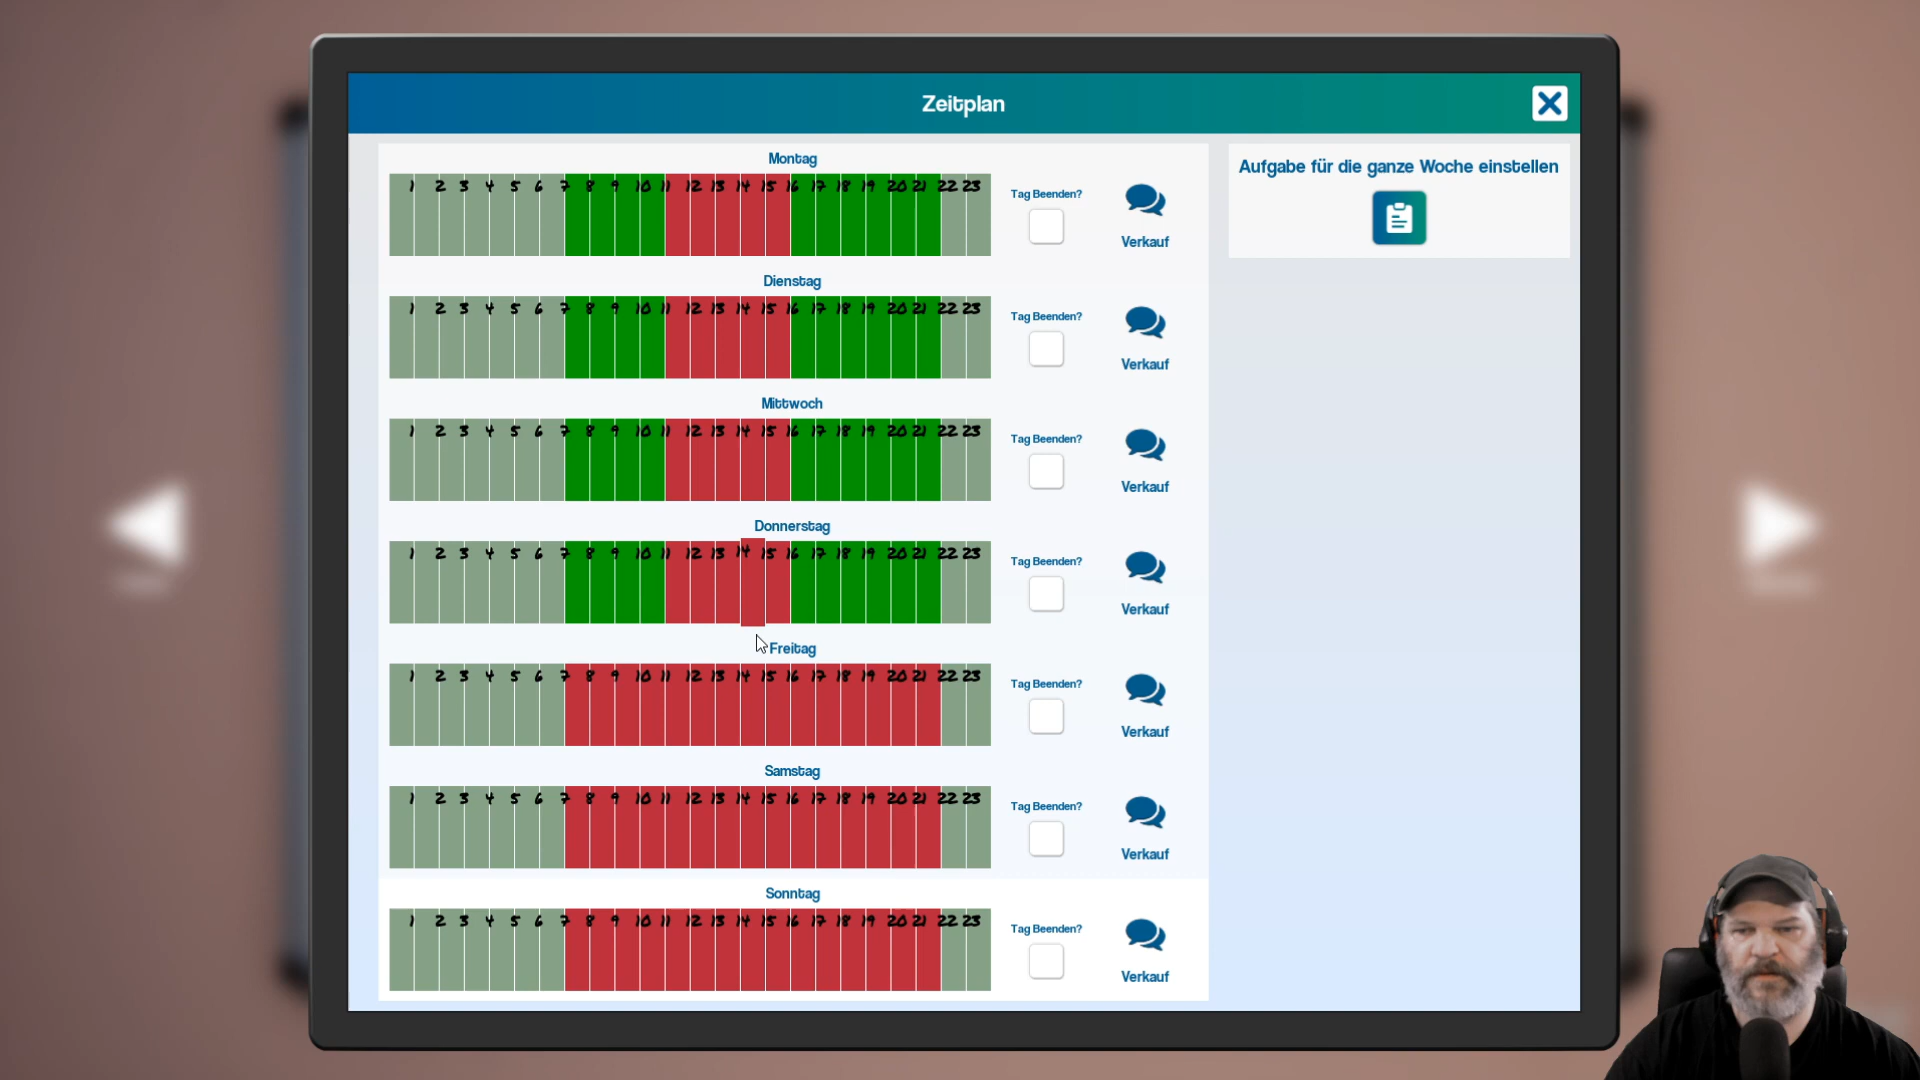 Zeitplan
Montag
1 2 3 4 5 6 7 8 9 10 11 12 13 14 15 16 17 18 19 20 21 22 23
Tag Beenden?
Verkauf
Dienstag
1 2 3 4 5 6 7 8 9 10 11 12 13 14 15 16 17 18 19 20 21 22 23
Tag Beenden?
Verkauf
Mittwoch
1 2 3 4 5 6 7 8 9 10 11 12 13 14 15 16 17 18 19 20 21 22 23
Tag Beenden?
Verkauf
Donnerstag
1 2 3 4 5 6 7 8 9 10 11 12 13 14 15 16 17 18 19 20 21 22 23
Tag Beenden?
Verkauf
Freitag
1 2 3 4 5 6 7 8 9 10 11 12 13 14 15 16 17 18 19 20 21 22 23
Tag Beenden?
Verkauf
Samstag
1 2 3 4 5 6 7 8 9 10 11 12 13 14 15 16 17 18 19 20 21 22 23
Tag Beenden?
Verkauf
Sonntag
1 2 3 4 5 6 7 8 9 10 11 12 13 14 15 16 17 18 19 20 21 22 23
Tag Beenden?
Verkauf
Aufgabe für die ganze Woche einstellen